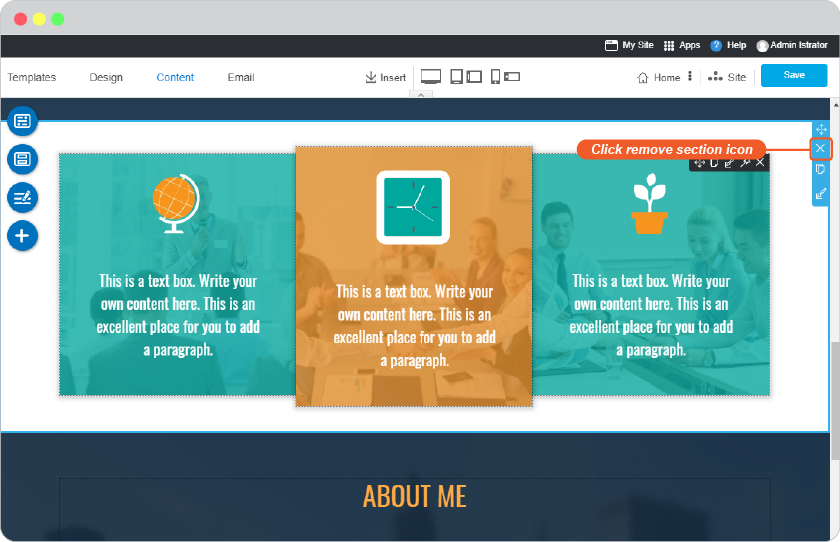 My Site Apps ? Help Admin Istrator
Templates Design Content Email Insert Home Site Save
Click remove section icon
This is a text box. Write your
own content here. This is an
excellent place for you to add
a paragraph.
This is a text box. Write your
own content here. This is an
excellent place for you to add
a paragraph.
This is a text box. Write your
own content here. This is an
excellent place for you to add
a paragraph.
ABOUT ME